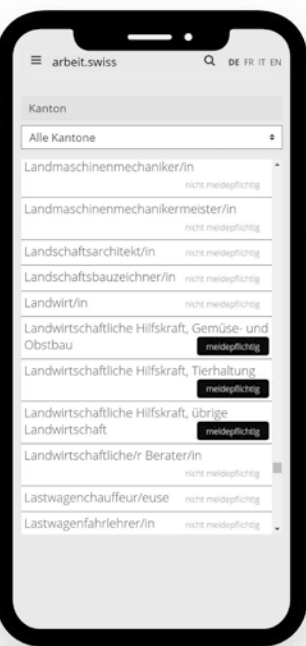 arbeit.swiss DE FR IT EN
Kanton
Alle Kantone
Landmaschinenmechaniker/in
nicht meldepflichtig
Landmaschinenmechanikermeister/in
nicht meldepflichtig
Landschaftsarchitekt/in nicht meldepflichtig
Landschaftsbauzeichner/in nicht meldepflichtig
Landwirt/in nicht meldepflichtig
Landwirtschaftliche Hilfskraft, Gemüse- und
Obstbau meldepflichtig
Landwirtschaftliche Hilfskraft, Tierhaltung
meldepflichtig
Landwirtschaftliche Hilfskraft, übrige
Landwirtschaft meldepflichtig
Landwirtschaftliche/r Berater/in
nicht meldepflichtig
Lastwagenchauffeur/euse nicht meldepflichtig
Lastwagenfahrlehrer/in nicht meldepflichtig